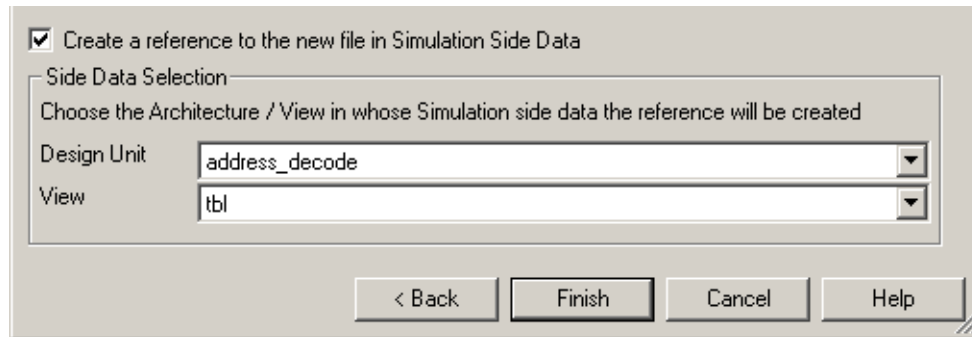 Create a reference to the new file in Simulation Side Data
Side Data Selection
Choose the Architecture / View in whose Simulation side data the reference will be created
Design Unit address_decode
View tbl
< Back Finish Cancel Help